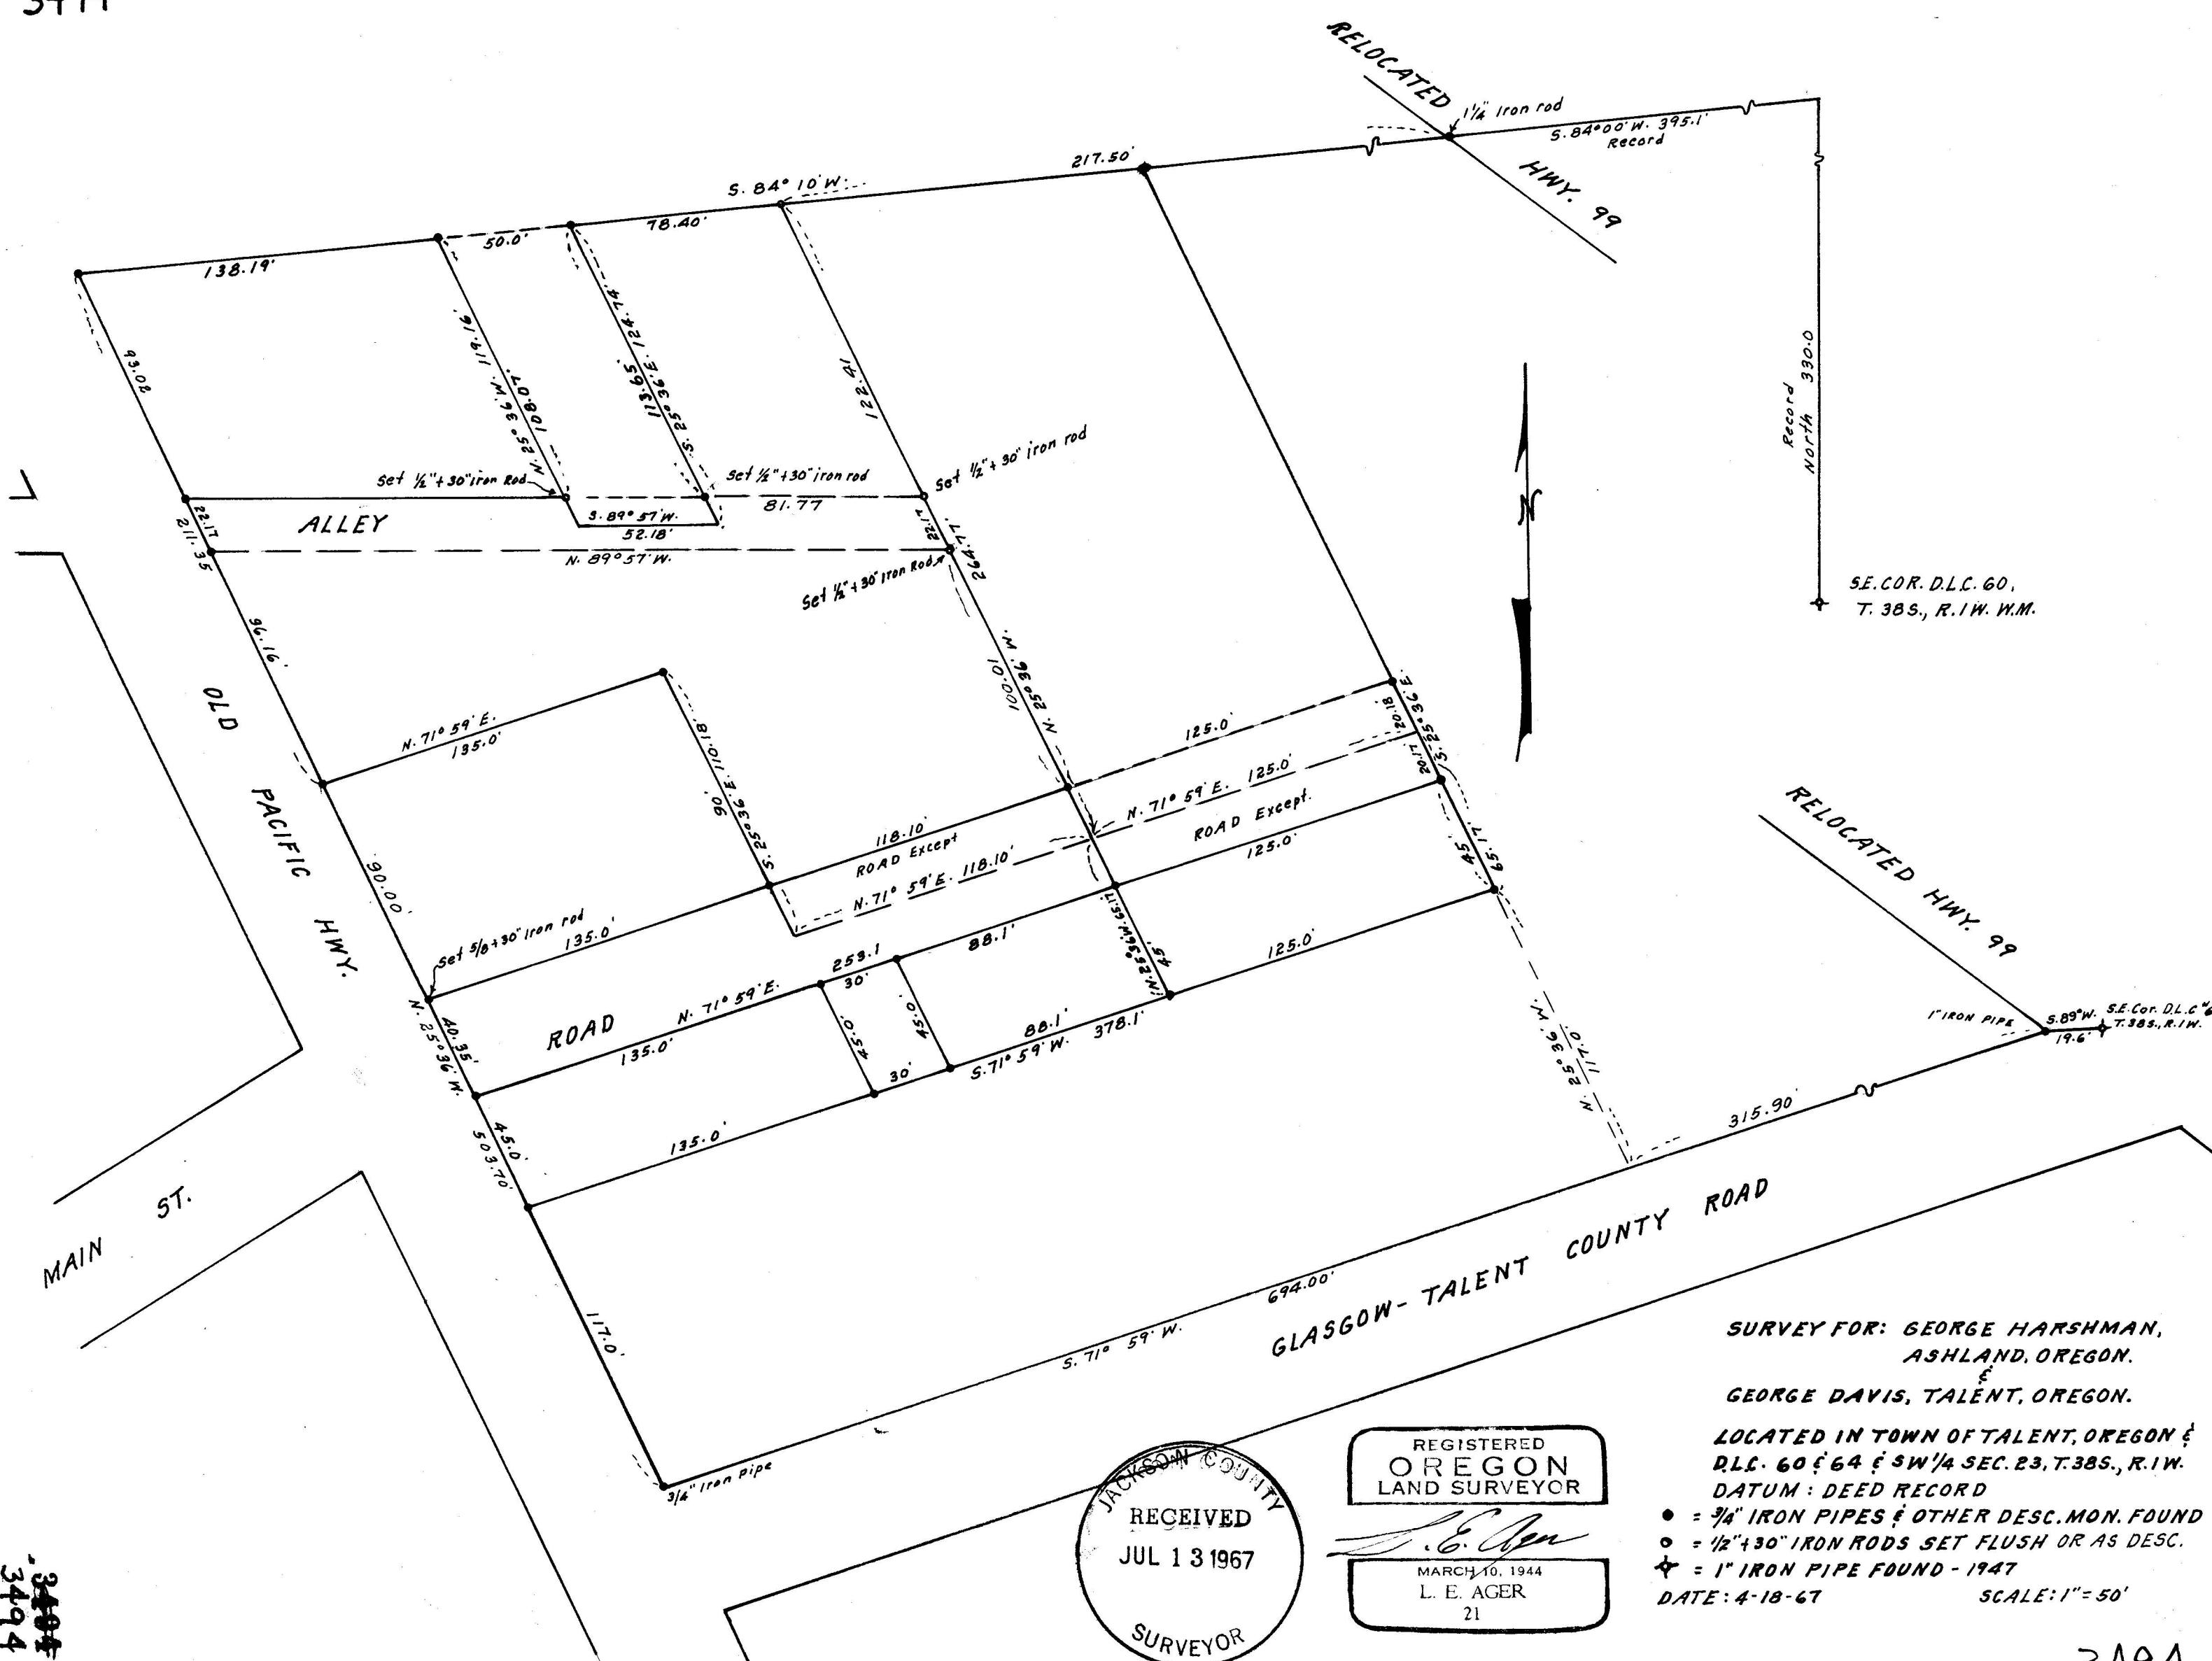 RELOCATED
HWY. 99
1¼" Iron rod
S. 84°00' W. 395.1'
Record
217.50'
S. 84° 10' W.
78.40'
50.0'
138.19'
93.02
N. 25° 36' W. 119.16'
108.07'
S. 25° 36' E. 124.74'
113.65'
122.41
Record
North 330.0
S.E. COR. D.L.C. 60,
T. 38S., R.1W. W.M.
Set ½"+30" iron Rod
Set ½"+30" iron rod
Set ½"+30" iron rod
81.77
22.17
211.35
ALLEY
S. 89° 57' W.
52.18'
N. 89° 57' W.
22.17
264.77'
Set ½"+30" Iron Rod
N
96.16'
N. 25° 36' W.
100.01
OLD PACIFIC HWY.
N. 71° 59' E.
135.0'
S. 25° 36' E. 110.18'
90'
125.0'
S. 25° 36' E.
20.18'
20.17
N. 71° 59' E. 125.0'
ROAD Except.
125.0'
65.17
45'
118.10'
ROAD Except
N. 71° 59' E. 118.10'
90.00'
Set 5/8+30" Iron rod
135.0'
253.1
88.1'
30'
N. 71° 59' E.
135.0'
ROAD
N. 25° 36' W.
40.35'
N. 25° 36' W. 65.17
45'
125.0'
45.0'
45.0'
88.1'
30'
S. 71° 59' W. 378.1'
45.0'
503.70'
135.0'
N. 25° 36' W.
117.0
RELOCATED HWY. 99
1" IRON PIPE
S. 89° W.
19.6'
S.E. Cor. D.L.C.
T. 38S., R.1W.
315.90'
MAIN ST.
117.0'
694.00'
S. 71° 59' W.
GLASGOW - TALENT COUNTY ROAD
3/4" Iron Pipe
SURVEY FOR: GEORGE HARSHMAN,
ASHLAND, OREGON.
&
GEORGE DAVIS, TALENT, OREGON.
LOCATED IN TOWN OF TALENT, OREGON &
D.L.C. 60 & 64 & SW 1/4 SEC. 23, T.38S., R.1W.
DATUM: DEED RECORD
● = 3/4" IRON PIPES & OTHER DESC. MON. FOUND
○ = 1/2"+30" IRON RODS SET FLUSH OR AS DESC.
= 1" IRON PIPE FOUND - 1947
DATE: 4-18-67 SCALE: 1"=50'
JACKSON COUNTY
RECEIVED
JUL 13 1967
SURVEYOR
REGISTERED
OREGON
LAND SURVEYOR
L. E. Ager
MARCH 10, 1944
L. E. AGER
21
3494